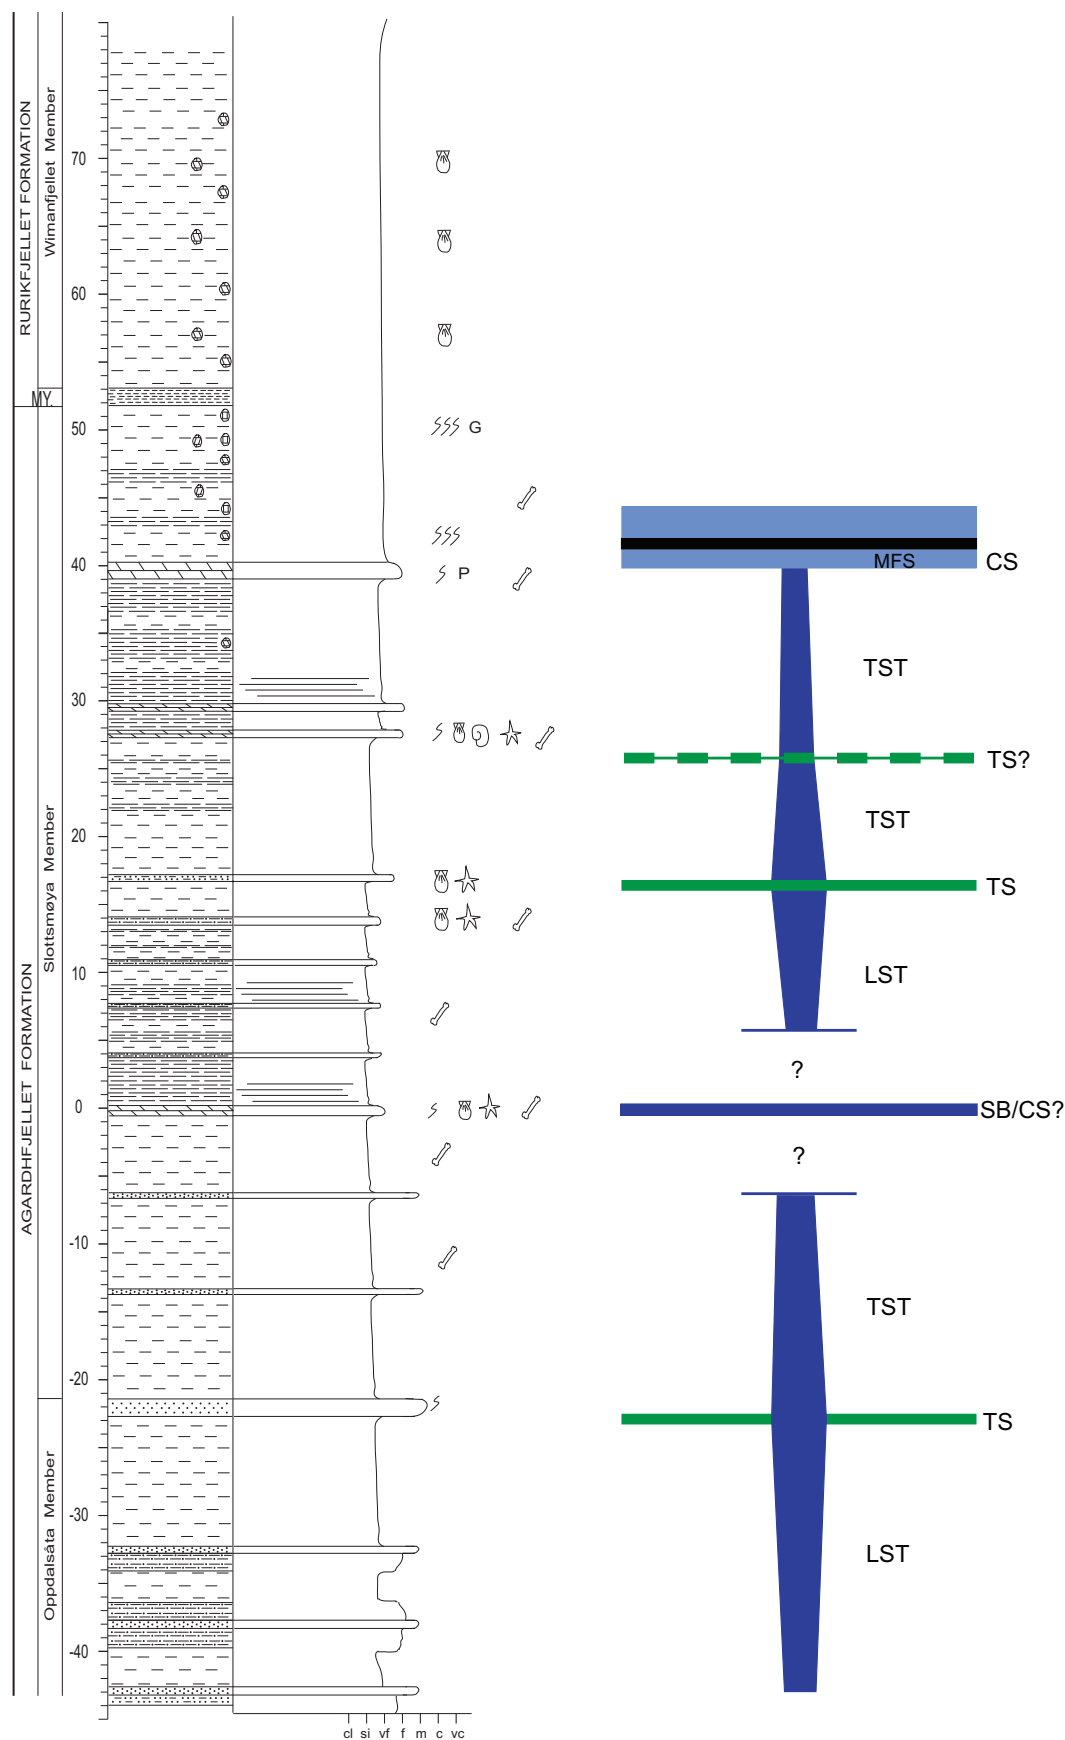 RURIKFJELLET FORMATION
Wimanfjellet Member
MY.
AGARDHFJELLET FORMATION
Slottsmøya Member
Oppdalsåta Member
70
60
50
40
30
20
10
0
-10
-20
-30
-40
G
P
MFS
CS
TST
TS?
TST
TS
LST
?
SB/CS?
?
TST
TS
LST
cl si vf f m c vc